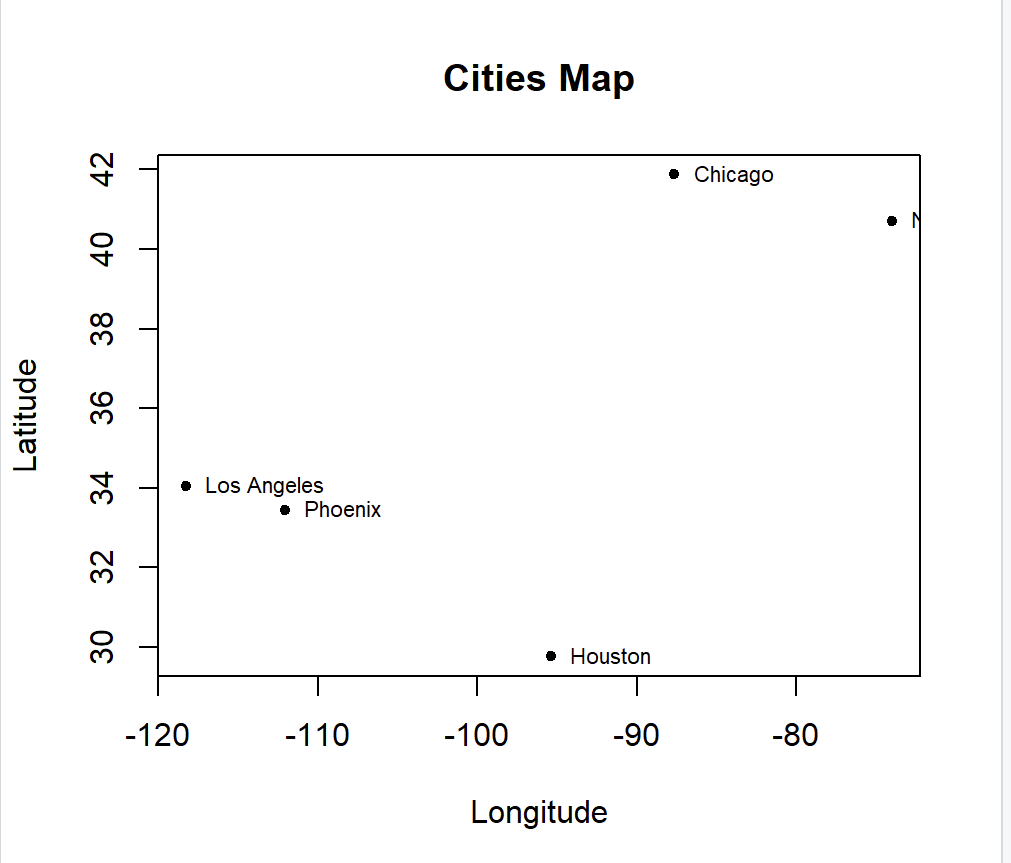 Cities Map
Latitude
42
40
38
36
34
32
30
Chicago
N
Los Angeles
Phoenix
Houston
-120 -110 -100 -90 -80
Longitude